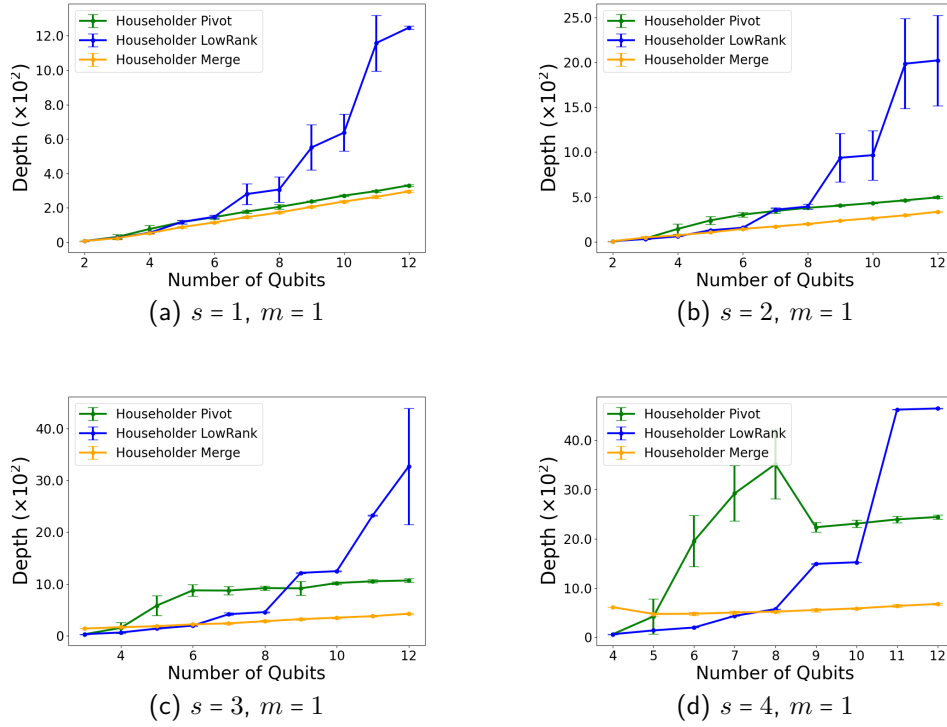 Householder Pivot
Householder LowRank
Householder Merge
Depth (×10²)
12.0
10.0
8.0
6.0
4.0
2.0
0
2 4 6 8 10 12
Number of Qubits
(a) s = 1, m = 1
Householder Pivot
Householder LowRank
Householder Merge
Depth (×10²)
25.0
20.0
15.0
10.0
5.0
0
2 4 6 8 10 12
Number of Qubits
(b) s = 2, m = 1
Householder Pivot
Householder LowRank
Householder Merge
Depth (×10²)
40.0
30.0
20.0
10.0
0
4 6 8 10 12
Number of Qubits
(c) s = 3, m = 1
Householder Pivot
Householder LowRank
Householder Merge
Depth (×10²)
40.0
30.0
20.0
10.0
0
4 5 6 7 8 9 10 11 12
Number of Qubits
(d) s = 4, m = 1